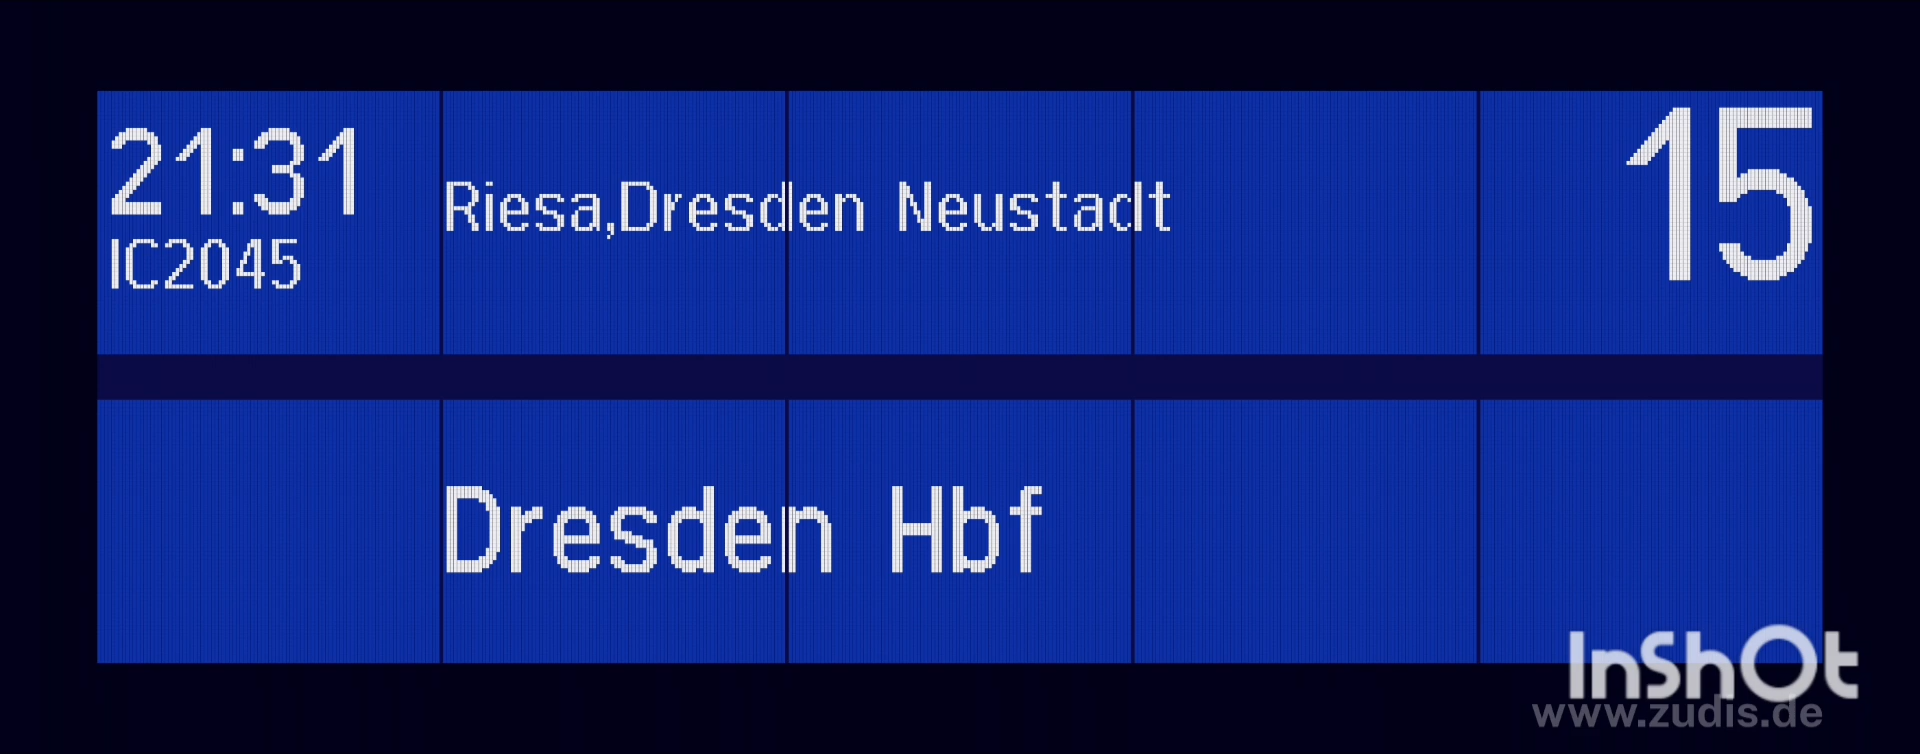 21:31
15
Riesa,Dresden Neustadt
IC2045
Dresden Hbf
InShOt
www.zudis.de